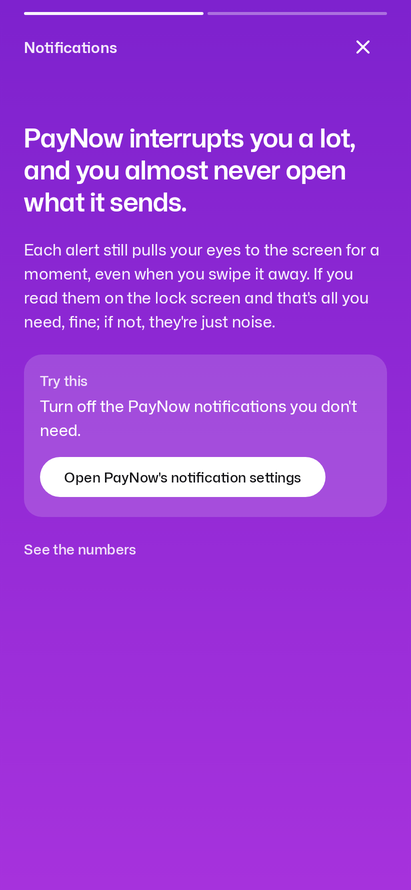 Notifications
PayNow interrupts you a lot,
and you almost never open
what it sends.
Each alert still pulls your eyes to the screen for a
moment, even when you swipe it away. If you
read them on the lock screen and that's all you
need, fine; if not, they're just noise.
Try this
Turn off the PayNow notifications you don't
need.
Open PayNow's notification settings
See the numbers